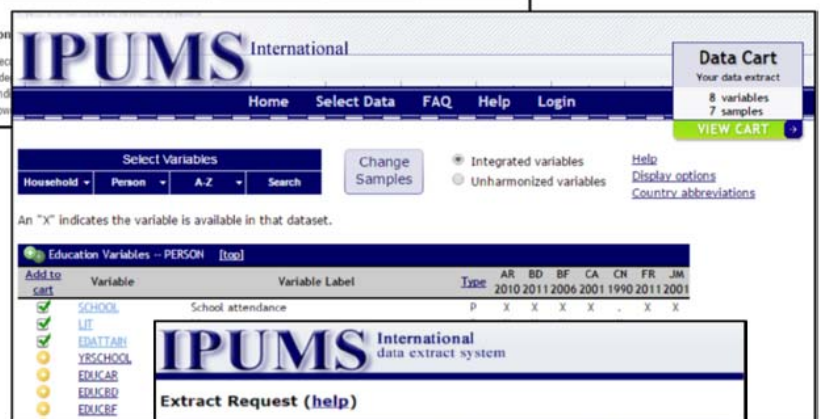 IPUMS International
Data Cart
Your data extract
8 variables
7 samples
VIEW CART
Home Select Data FAQ Help Login
Select Variables
Household Person A-Z Search
Change Samples
Integrated variables
Unharmonized variables
Help
Display options
Country abbreviations
An "X" indicates the variable is available in that dataset.
Education Variables -- PERSON [top]
Add to cart Variable Variable Label Type AR 2010 BD 2011 BF 2006 CA 2001 CN 1990 FR 2011 JM 2001
SCHOOL School attendance P X X X X . X X
LIT
EDATTAIN
YRSCHOOL
EDUCAR
EDUCBD
EDUCBF
IPUMS International
data extract system
Extract Request (help)